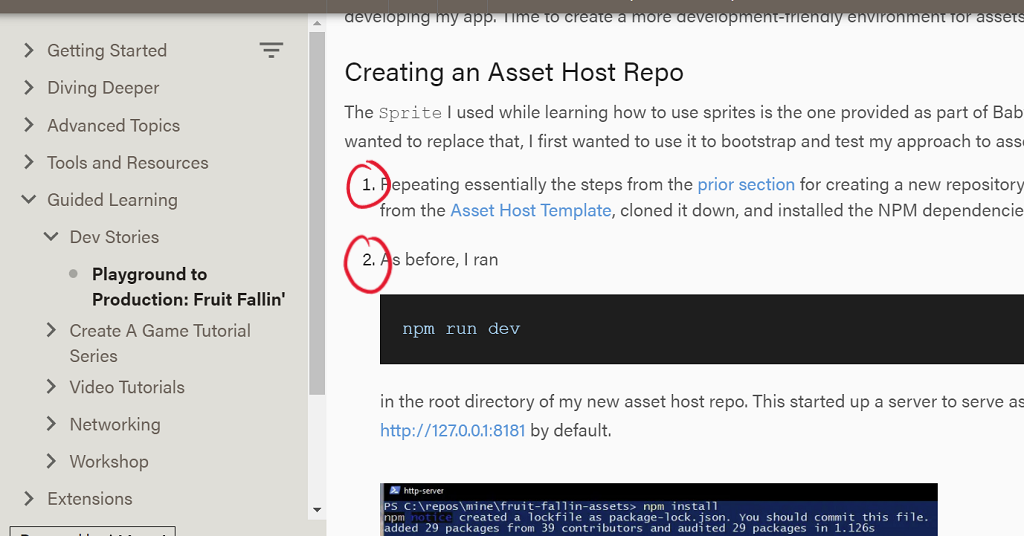 developing my app. Time to create a more development-friendly environment for assets
Getting Started
Diving Deeper
Advanced Topics
Tools and Resources
Guided Learning
Dev Stories
Playground to
Production: Fruit Fallin'
Create A Game Tutorial
Series
Video Tutorials
Networking
Workshop
Extensions
Creating an Asset Host Repo
The Sprite I used while learning how to use sprites is the one provided as part of Bab
wanted to replace that, I first wanted to use it to bootstrap and test my approach to ass
1. Repeating essentially the steps from the prior section for creating a new repository
from the Asset Host Template, cloned it down, and installed the NPM dependencie
2. As before, I ran
npm run dev
in the root directory of my new asset host repo. This started up a server to serve as
http://127.0.0.1:8181 by default.
http-server
PS C:\repos\mine\fruit-fallin-assets> npm install
npm notice created a lockfile as package-lock.json. You should commit this file.
added 29 packages from 39 contributors and audited 29 packages in 1.126s